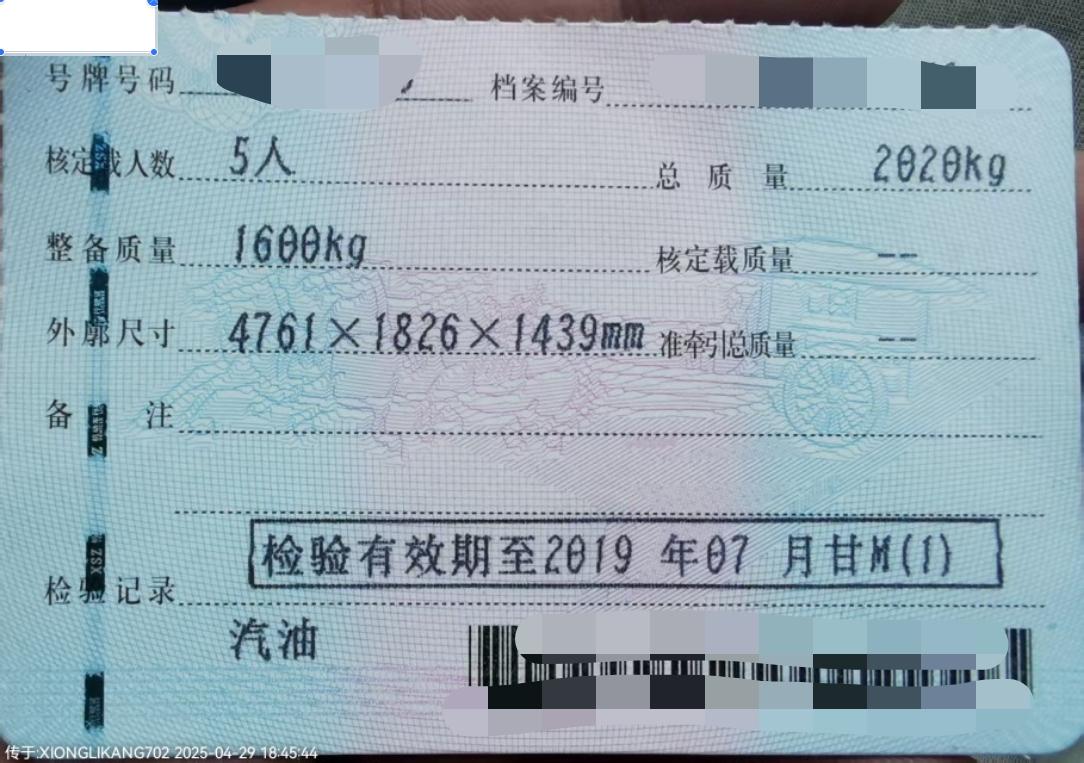 号牌号码 档案编号
核定载人数 5人 总质量 2020kg
整备质量 1600kg 核定载质量 --
外廓尺寸 4761×1826×1439mm 准牵引总质量 --
备注
检验有效期至2019 年07 月甘M(1)
检验记录
汽油
传于:XIONGLIKANG702 2025-04-29 18:45:44